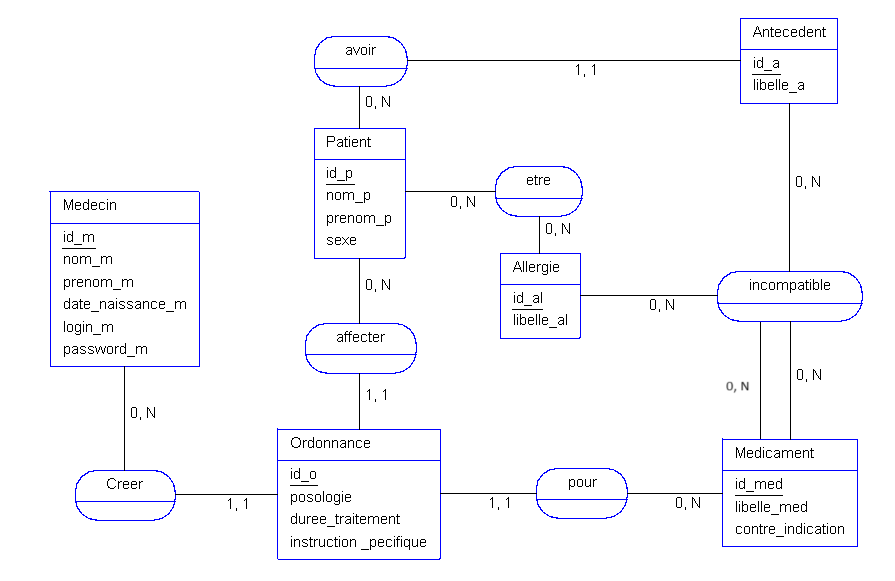 avoir
Antecedent
id_a
libelle_a
1, 1
0, N
Patient
id_p
nom_p
prenom_p
sexe
etre
0, N
0, N
0, N
Medecin
id_m
nom_m
prenom_m
date_naissance_m
login_m
password_m
Allergie
id_al
libelle_al
0, N
incompatible
0, N
affecter
0, N
0, N
1, 1
0, N
Ordonnance
id_o
posologie
duree_traitement
instruction _pecifique
Medicament
id_med
libelle_med
contre_indication
Creer
1, 1
pour
1, 1
0, N